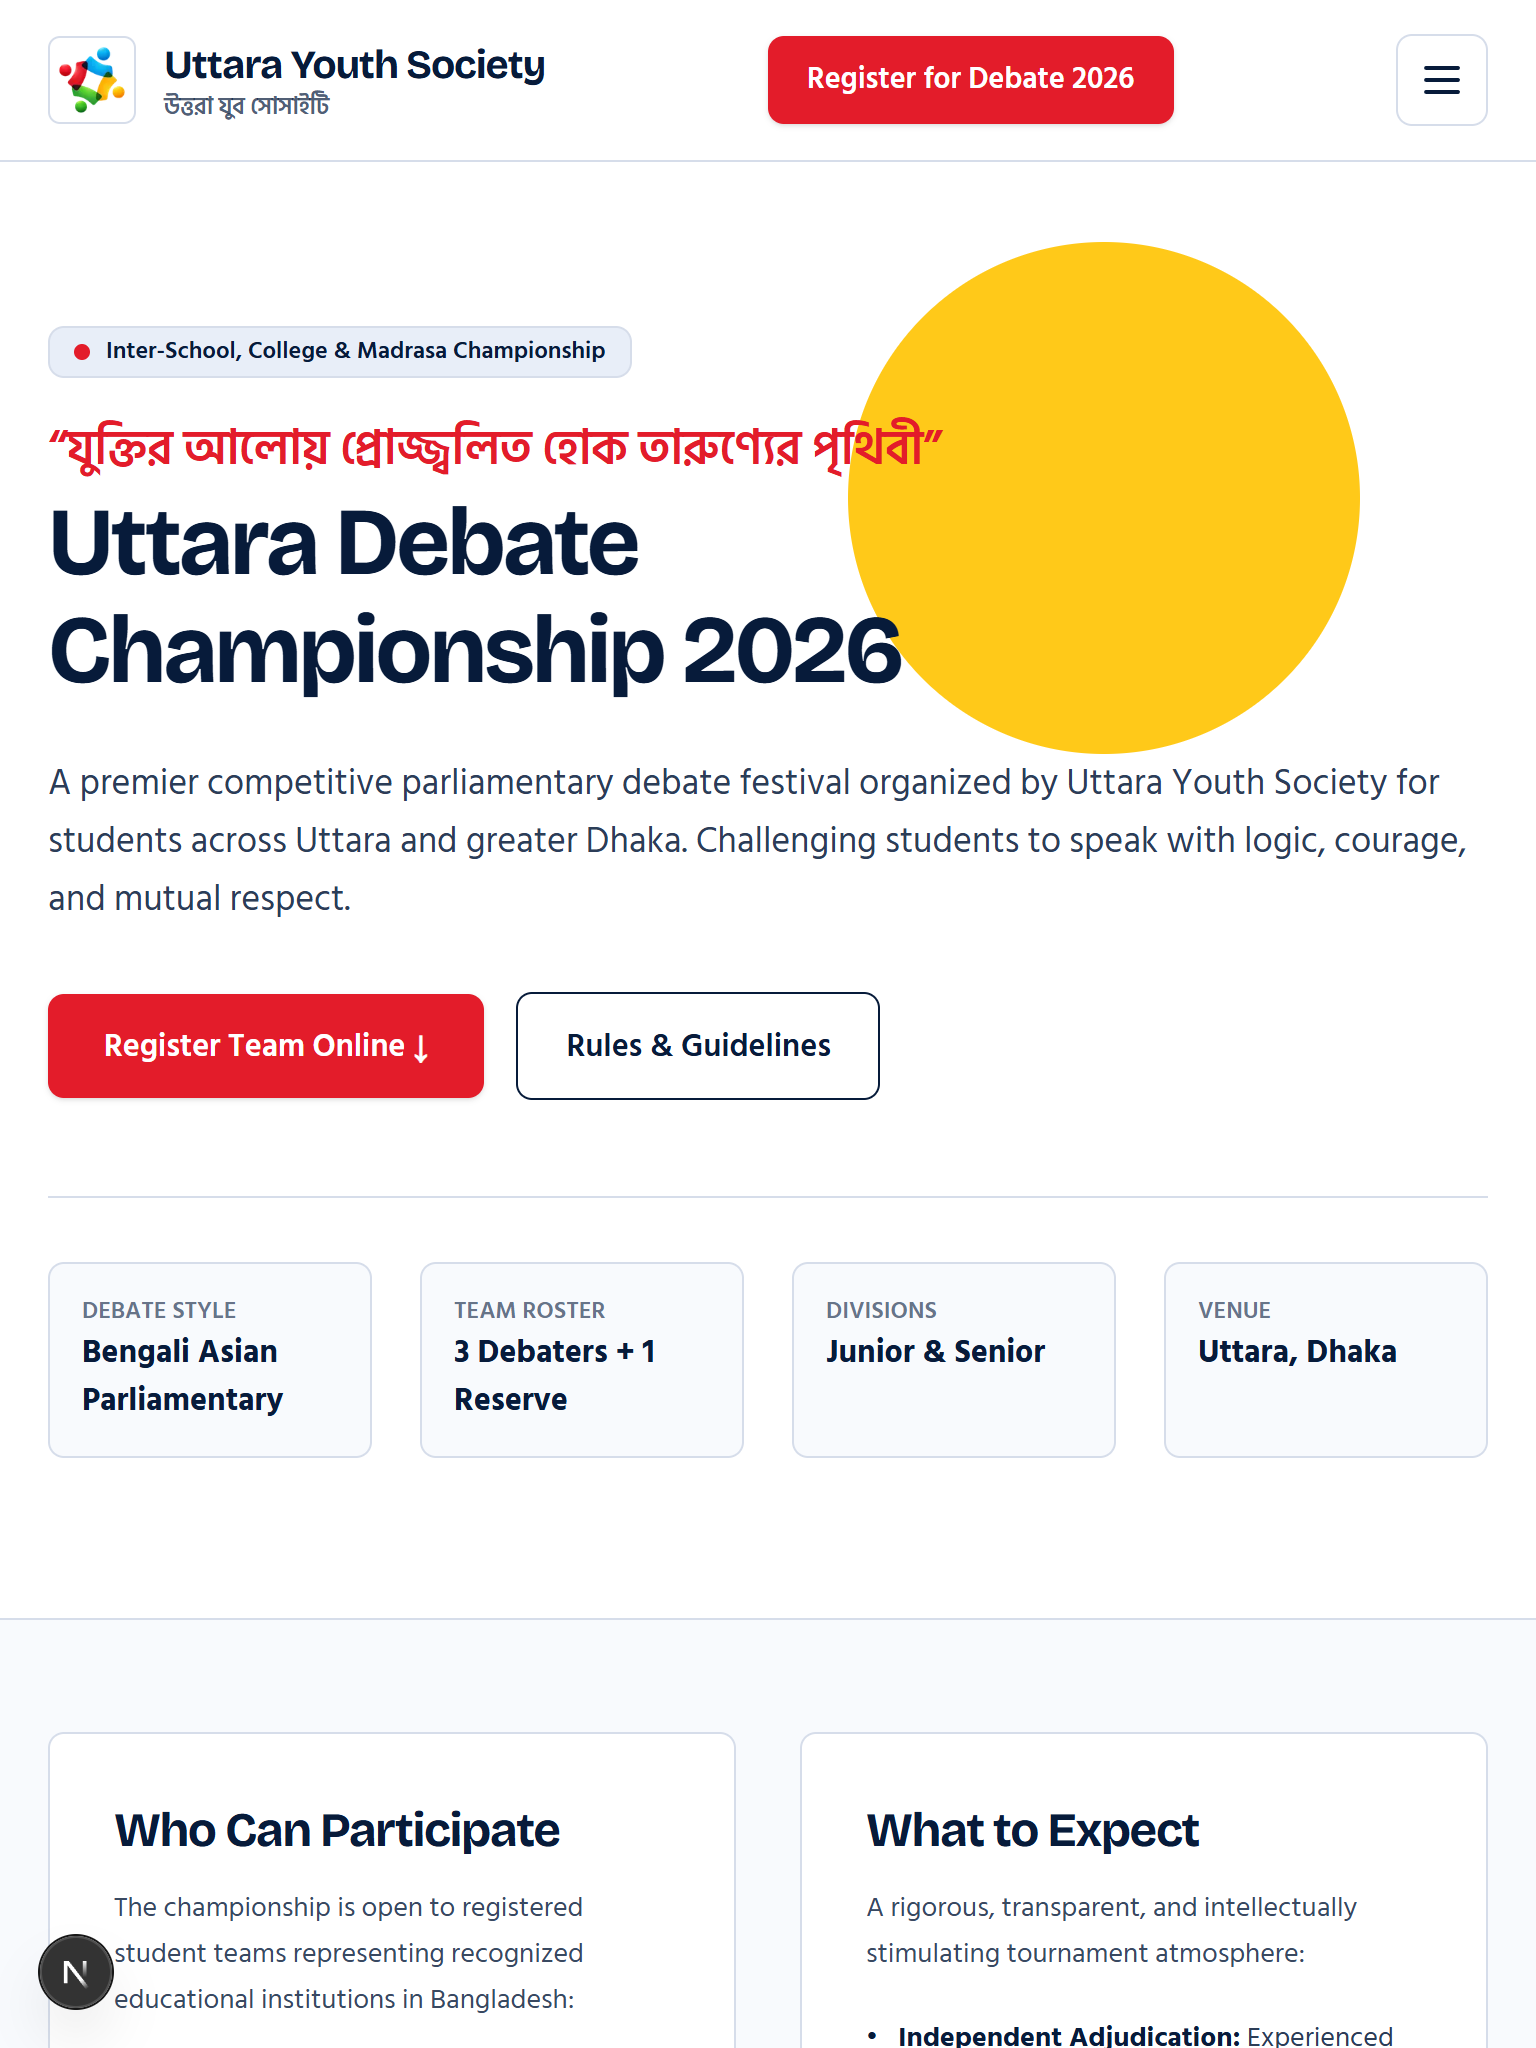 Uttara Youth Society
উত্তরা যুব সোসাইটি
Register for Debate 2026
Inter-School, College & Madrasa Championship
“যুক্তির আলোয় প্রোজ্জ্বলিত হোক তারুণ্যের পৃথিবী”
Uttara Debate
Championship 2026
A premier competitive parliamentary debate festival organized by Uttara Youth Society for
students across Uttara and greater Dhaka. Challenging students to speak with logic, courage,
and mutual respect.
Register Team Online ↓
Rules & Guidelines
DEBATE STYLE
Bengali Asian
Parliamentary
TEAM ROSTER
3 Debaters + 1
Reserve
DIVISIONS
Junior & Senior
VENUE
Uttara, Dhaka
Who Can Participate
The championship is open to registered
student teams representing recognized
educational institutions in Bangladesh:
What to Expect
A rigorous, transparent, and intellectually
stimulating tournament atmosphere:
• Independent Adjudication: Experienced
N